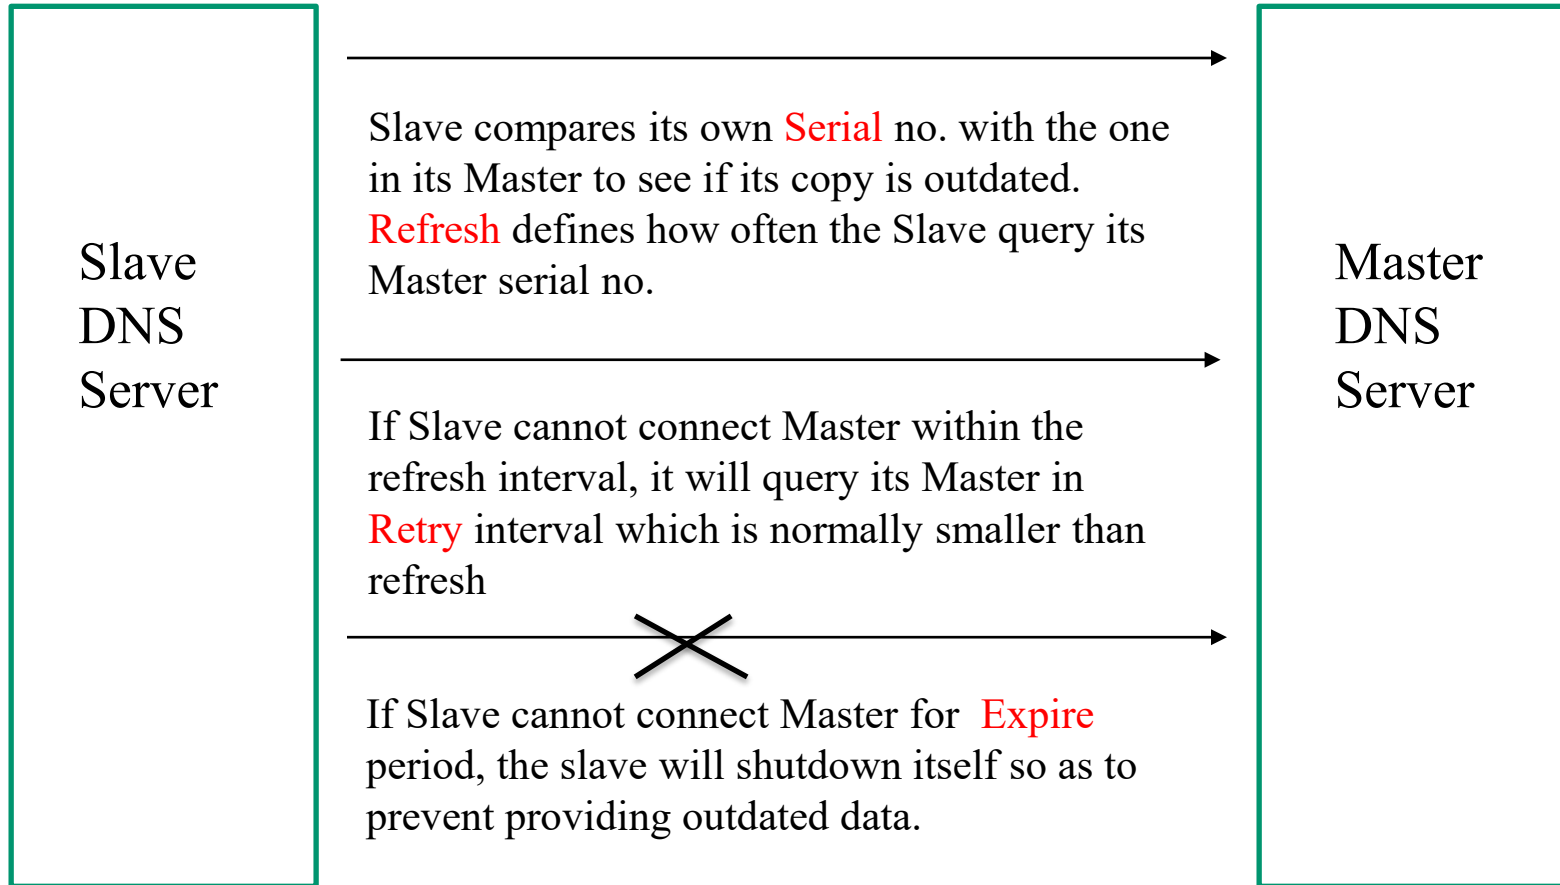 Slave
DNS
Server
Slave compares its own Serial no. with the one
in its Master to see if its copy is outdated.
Refresh defines how often the Slave query its
Master serial no.
If Slave cannot connect Master within the
refresh interval, it will query its Master in
Retry interval which is normally smaller than
refresh
If Slave cannot connect Master for  Expire
period, the slave will shutdown itself so as to
prevent providing outdated data.
Master
DNS
Server